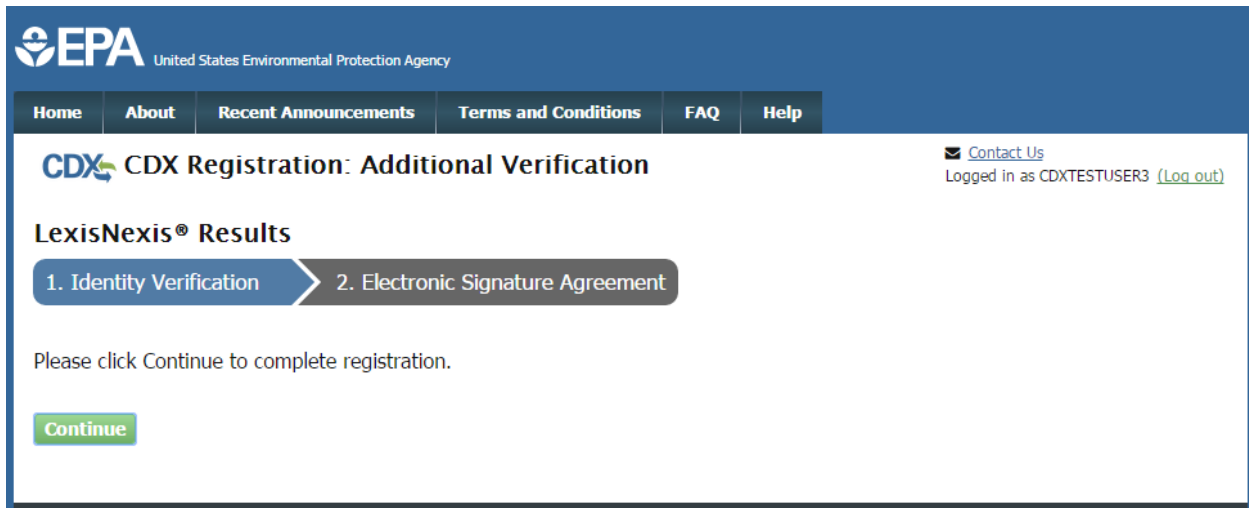 EPA United States Environmental Protection Agency
Home About Recent Announcements Terms and Conditions FAQ Help
CDX CDX Registration: Additional Verification
Contact Us
Logged in as CDXTESTUSER3 (Log out)
LexisNexis® Results
1. Identity Verification 2. Electronic Signature Agreement
Please click Continue to complete registration.
Continue